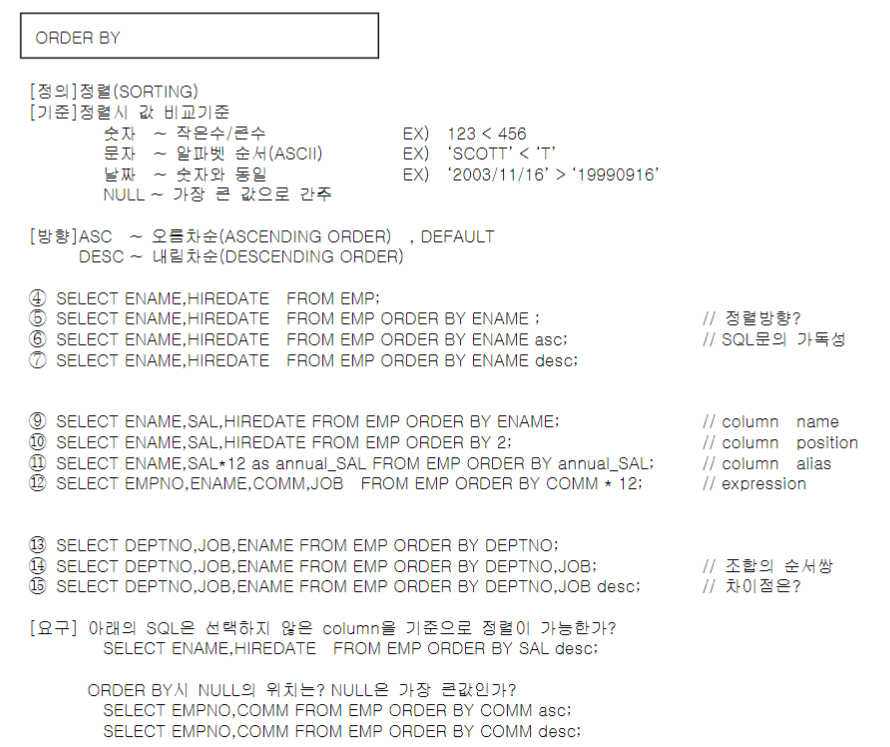 ORDER BY
[정의]정렬(SORTING)
[기준]정렬시 값 비교기준
숫자 ~ 작은수/큰수 EX) 123 < 456
문자 ~ 알파벳 순서(ASCII) EX) ‘SCOTT’ < ‘T’
날짜 ~ 숫자와 동일 EX) ‘2003/11/16’ > ‘19990916’
NULL ~ 가장 큰 값으로 간주
[방향]ASC ~ 오름차순(ASCENDING ORDER) , DEFAULT
DESC ~ 내림차순(DESCENDING ORDER)
④ SELECT ENAME,HIREDATE FROM EMP;
⑤ SELECT ENAME,HIREDATE FROM EMP ORDER BY ENAME ; // 정렬방향?
⑥ SELECT ENAME,HIREDATE FROM EMP ORDER BY ENAME asc; // SQL문의 가독성
⑦ SELECT ENAME,HIREDATE FROM EMP ORDER BY ENAME desc;
⑨ SELECT ENAME,SAL,HIREDATE FROM EMP ORDER BY ENAME; // column name
⑩ SELECT ENAME,SAL,HIREDATE FROM EMP ORDER BY 2; // column position
⑪ SELECT ENAME,SAL*12 as annual_SAL FROM EMP ORDER BY annual_SAL; // column alias
⑫ SELECT EMPNO,ENAME,COMM,JOB FROM EMP ORDER BY COMM * 12; // expression
⑬ SELECT DEPTNO,JOB,ENAME FROM EMP ORDER BY DEPTNO;
⑭ SELECT DEPTNO,JOB,ENAME FROM EMP ORDER BY DEPTNO,JOB; // 조합의 순서쌍
⑮ SELECT DEPTNO,JOB,ENAME FROM EMP ORDER BY DEPTNO,JOB desc; // 차이점은?
[요구] 아래의 SQL은 선택하지 않은 column을 기준으로 정렬이 가능한가?
SELECT ENAME,HIREDATE FROM EMP ORDER BY SAL desc;
ORDER BY시 NULL의 위치는? NULL은 가장 큰값인가?
SELECT EMPNO,COMM FROM EMP ORDER BY COMM asc;
SELECT EMPNO,COMM FROM EMP ORDER BY COMM desc;